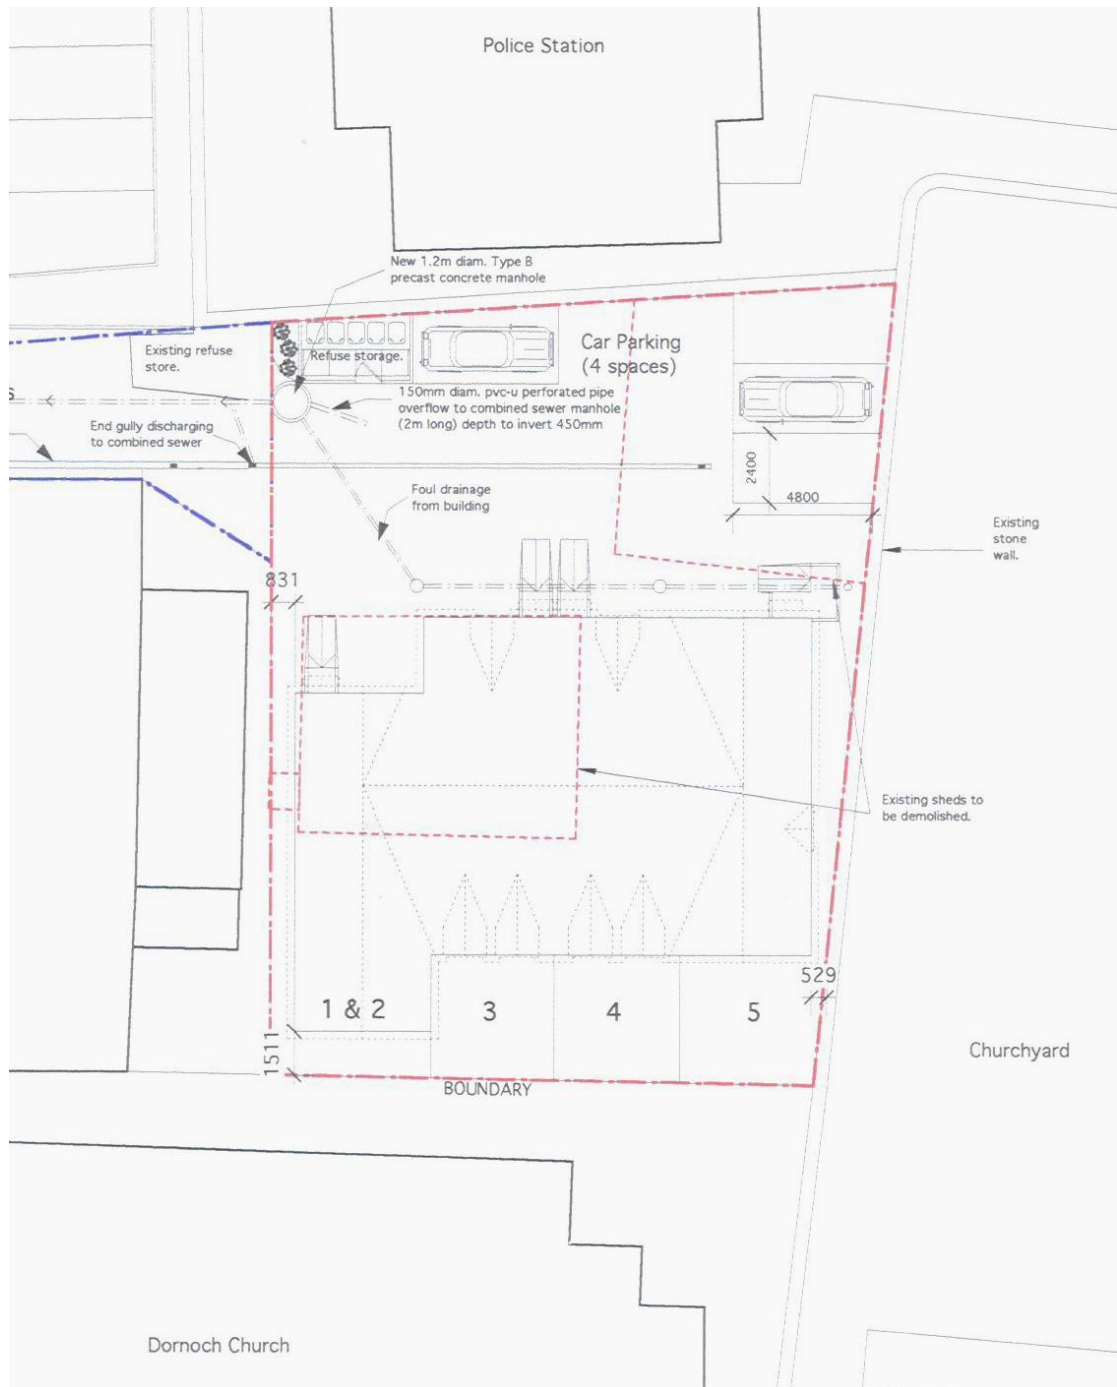 Police Station
New 1.2m diam. Type B
precast concrete manhole
Existing refuse
store.
Refuse storage.
Car Parking
(4 spaces)
150mm diam. pvc-u perforated pipe
overflow to combined sewer manhole
(2m long) depth to invert 450mm
End gully discharging
to combined sewer
2400
4800
Foul drainage
from building
Existing
stone
wall.
831
Existing sheds to
be demolished.
529
1 & 2
3
4
5
1511
Churchyard
BOUNDARY
Dornoch Church